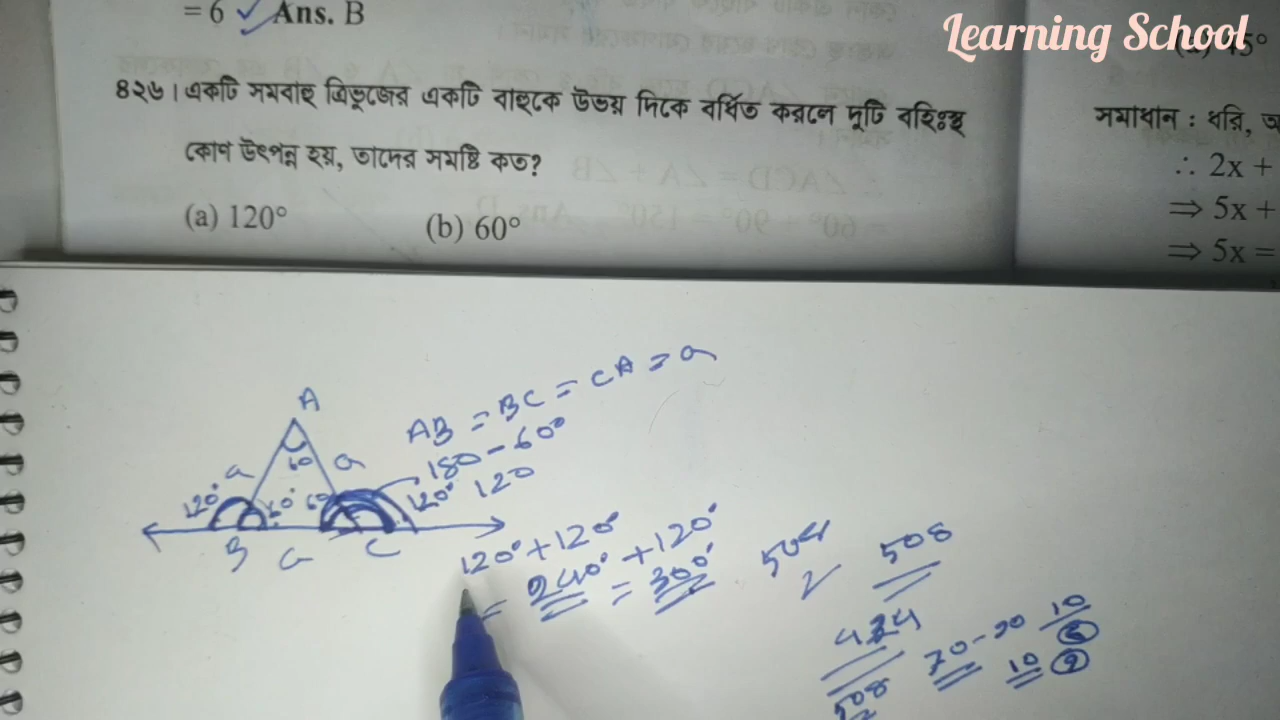 = 6 ✓ Ans. B
Learning School
৪২৬। একটি সমবাহু ত্রিভুজের একটি বাহুকে উভয় দিকে বর্ধিত করলে দুটি বহিঃস্থ
কোণ উৎপন্ন হয়, তাদের সমষ্টি কত?
(a) 120°
(b) 60°
সমাধান : ধরি,
∴ 2x +
⇒ 5x +
⇒ 5x =
A
AB = BC = CA = a
180 - 60°
120
a
60
a
120°
60°
60
120°
B
a
C
120° + 120°
= 240° + 120°
= 300°
504
508
424
508
70 - 90
10
10